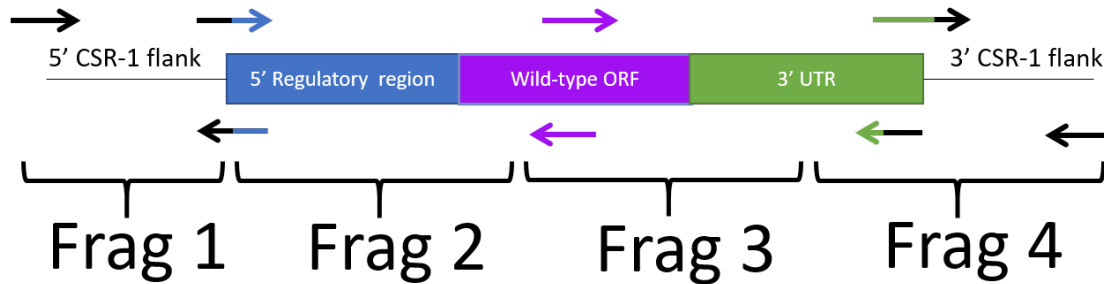 5’ CSR-1 flank
3’ CSR-1 flank
5’ Regulatory region
Wild-type ORF
3’ UTR
Frag 1
Frag 2
Frag 3
Frag 4